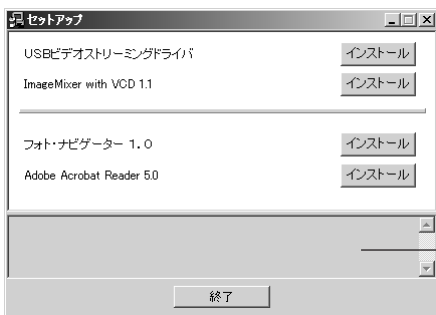 セットアップ
USBビデオストリーミングドライバ インストール
ImageMixer with VCD 1.1 インストール
フォト・ナビゲーター 1.0 インストール
Adobe Acrobat Reader 5.0 インストール
終了